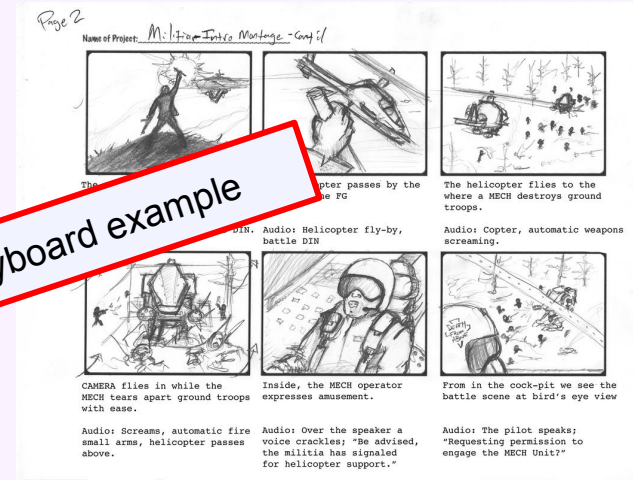 Page 2
Name of Project: Militia Intro Montage - Cont'd
The
pter passes by the
e FG
The helicopter flies to the
where a MECH destroys ground
troops.
DIN.
Audio: Helicopter fly-by,
battle DIN
Audio: Copter, automatic weapons
screaming.
yboard example
DEATH
FROM
ABOVE
CAMERA flies in while the
MECH tears apart ground troops
with ease.
Audio: Screams, automatic fire
small arms, helicopter passes
above.
Inside, the MECH operator
expresses amusement.
Audio: Over the speaker a
voice crackles; "Be advised,
the militia has signaled
for helicopter support."
From in the cock-pit we see the
battle scene at bird's eye view
Audio: The pilot speaks;
"Requesting permission to
engage the MECH Unit?"